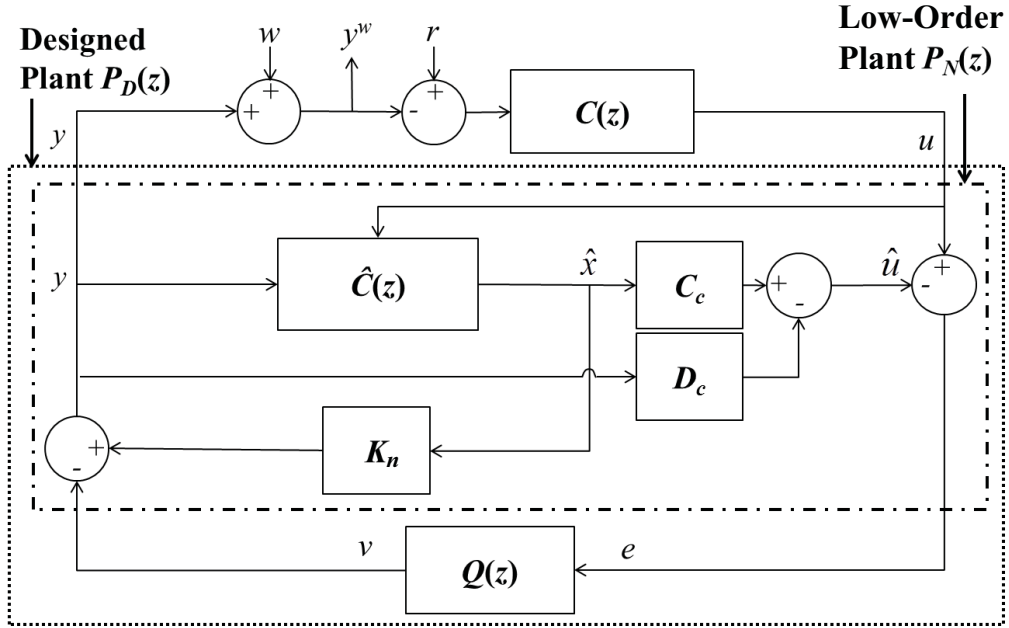 Designed
Plant P_D(z)
w
y^w
r
Low-Order
Plant P_N(z)
+
+
-
+
C(z)
y
u
y
Ĉ(z)
x̂
C_c
+
-
û
-
+
D_c
+
-
K_n
v
Q(z)
e